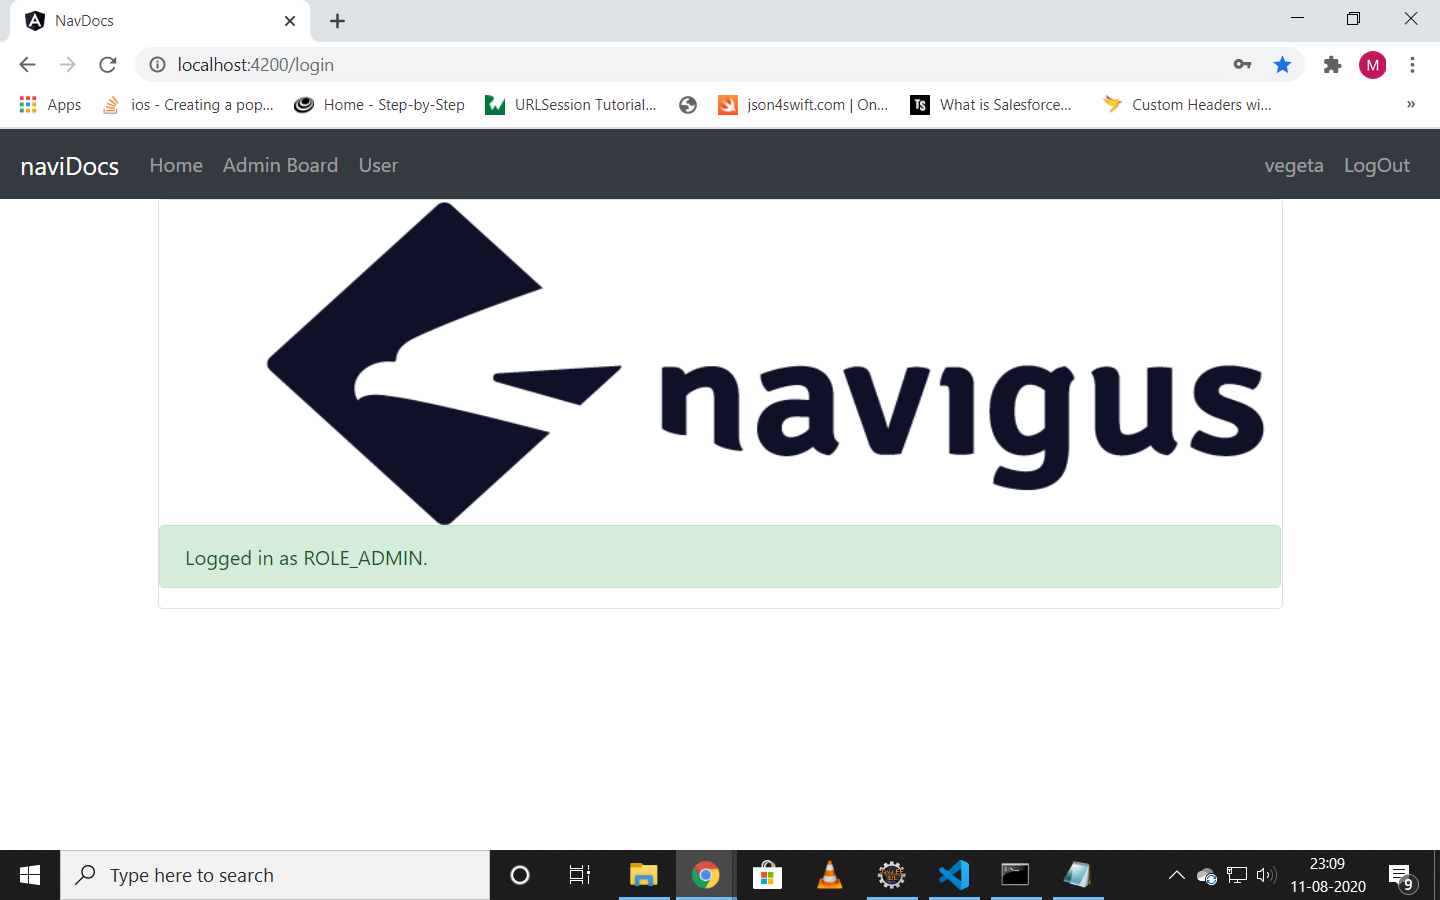 NavDocs
localhost:4200/login
M
Apps
ios - Creating a pop...
Home - Step-by-Step
URLSession Tutorial...
json4swift.com | On...
TS
What is Salesforce...
Custom Headers wi...
»
naviDocs
Home
Admin Board
User
vegeta
LogOut
navigus
Logged in as ROLE_ADMIN.
Type here to search
23:09
11-08-2020
9